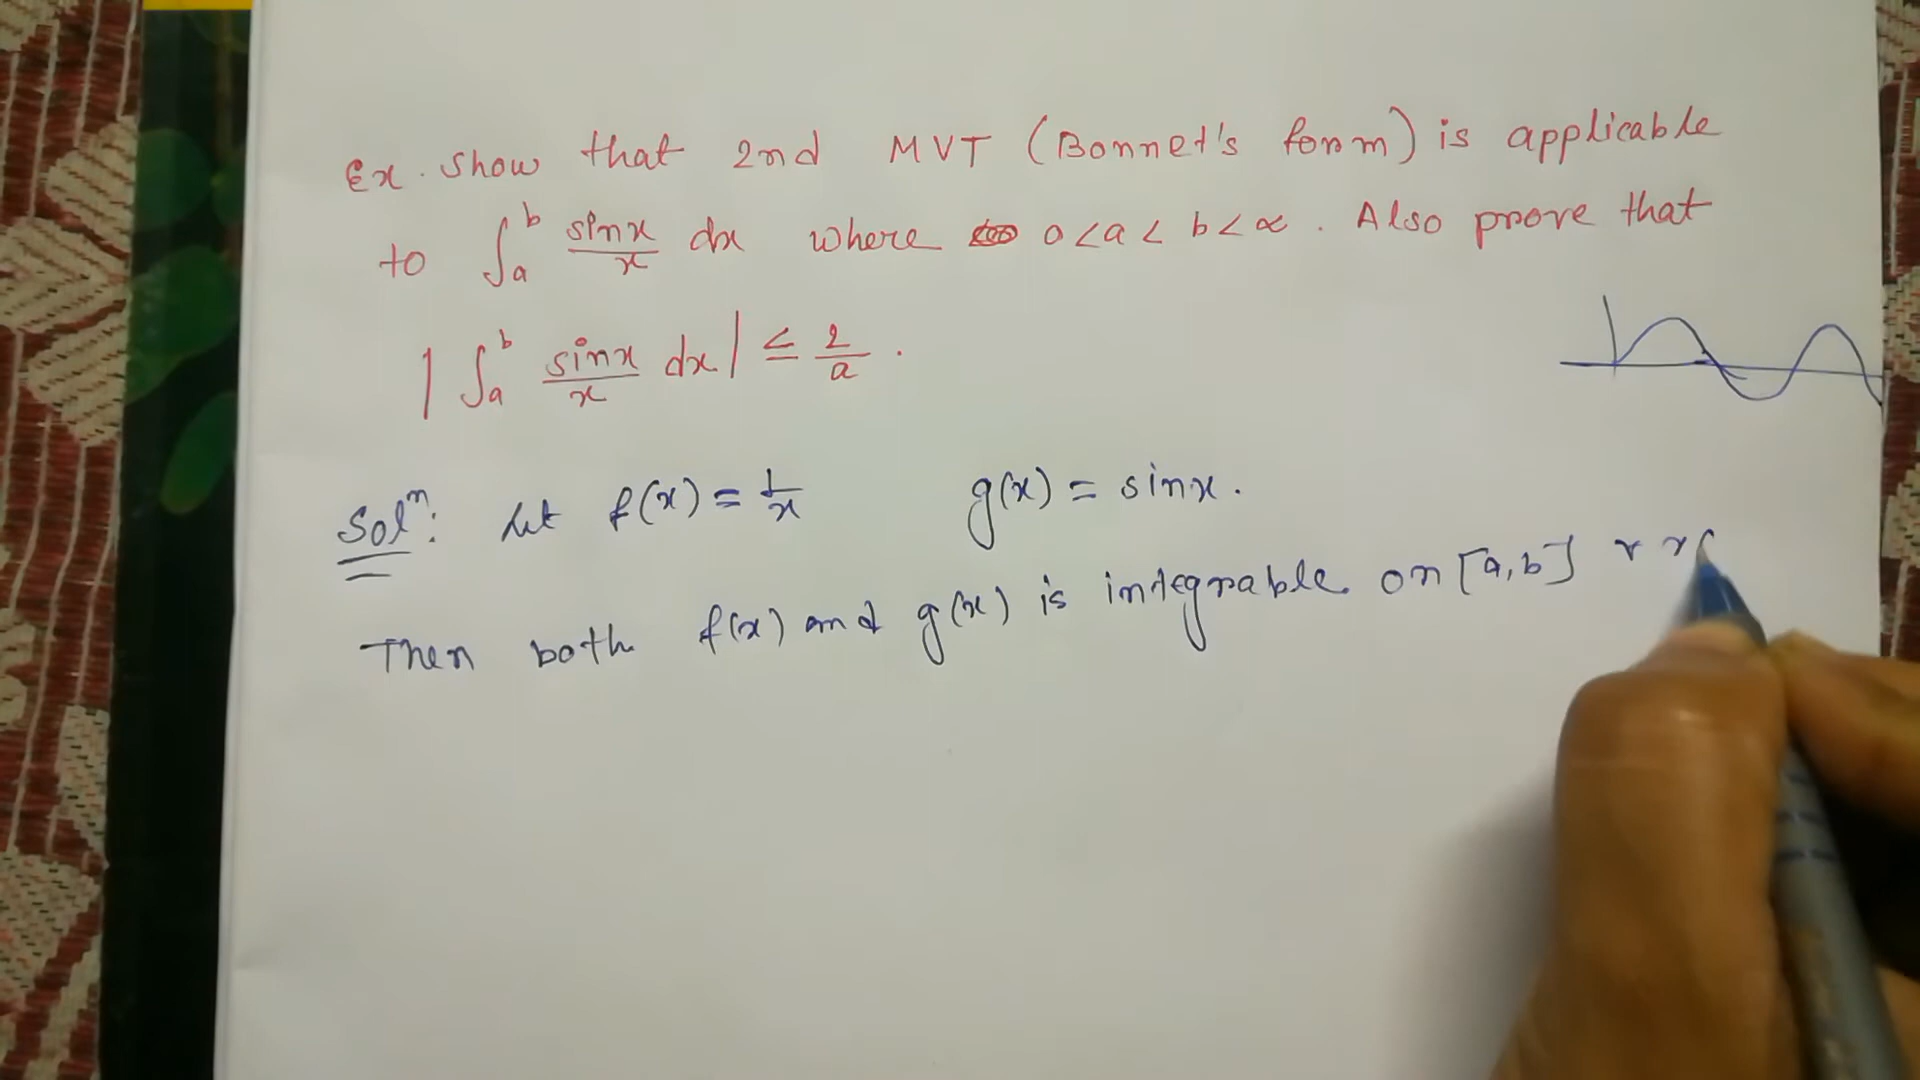 Ex. Show that 2nd MVT (Bonnet's form) is applicable
to ∫_a^b sinx/x dx where 0<a< b<∝. Also prove that
|∫_a^b sinx/x dx| ≤ 2/a.
Solⁿ: Let f(x) = 1/x g(x) = sinx.
Then both f(x) and g(x) is integrable on [a,b]